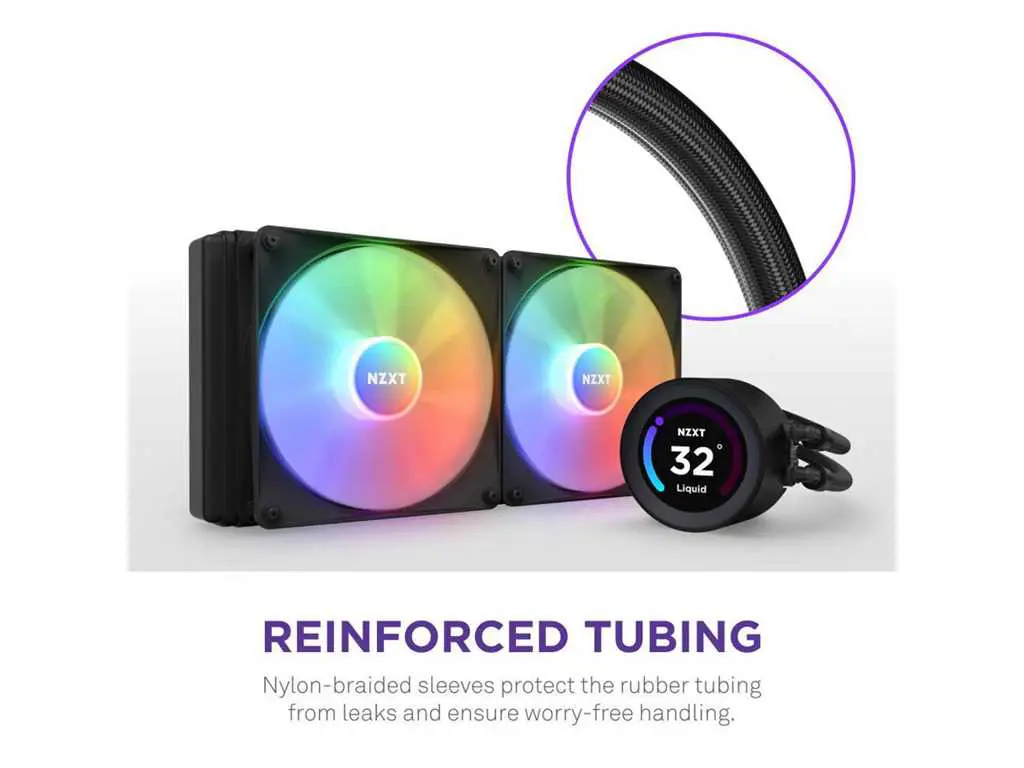 NZXT
NZXT
NZXT
32°
Liquid
REINFORCED TUBING
Nylon-braided sleeves protect the rubber tubing
from leaks and ensure worry-free handling.